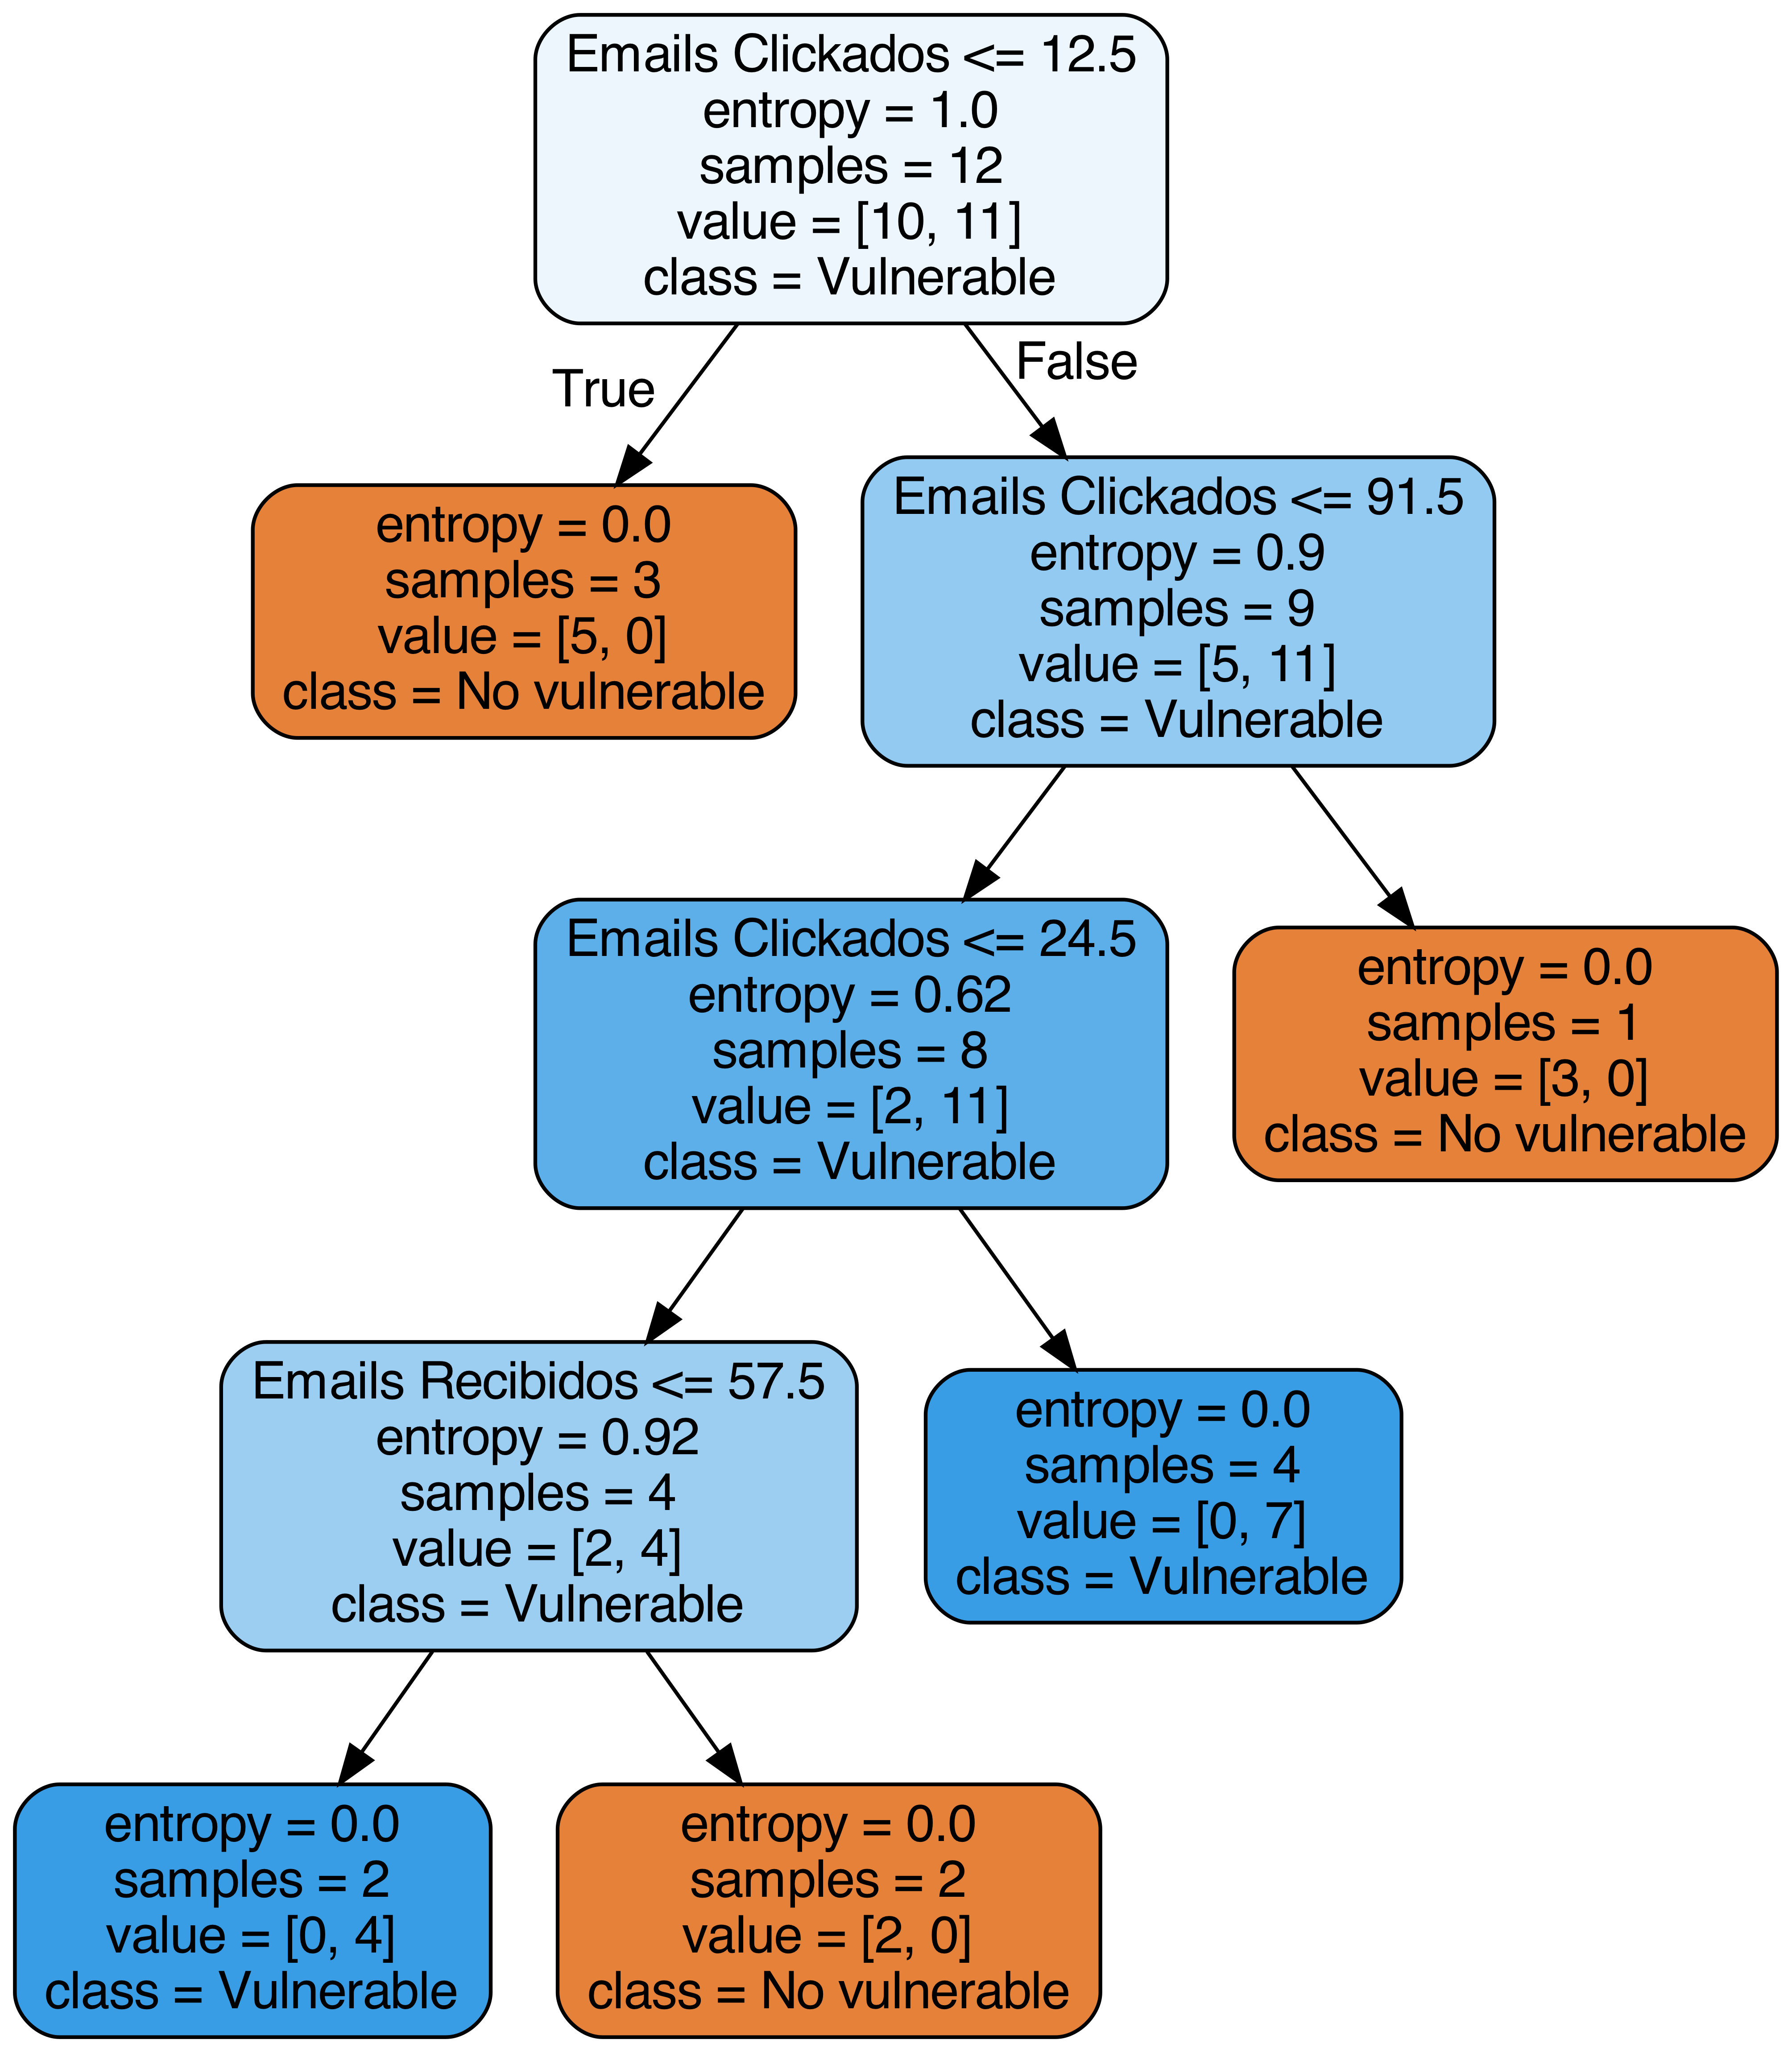 Emails Clickados <= 12.5
entropy = 1.0
samples = 12
value = [10, 11]
class = Vulnerable
True
False
entropy = 0.0
samples = 3
value = [5, 0]
class = No vulnerable
Emails Clickados <= 91.5
entropy = 0.9
samples = 9
value = [5, 11]
class = Vulnerable
Emails Clickados <= 24.5
entropy = 0.62
samples = 8
value = [2, 11]
class = Vulnerable
entropy = 0.0
samples = 1
value = [3, 0]
class = No vulnerable
Emails Recibidos <= 57.5
entropy = 0.92
samples = 4
value = [2, 4]
class = Vulnerable
entropy = 0.0
samples = 4
value = [0, 7]
class = Vulnerable
entropy = 0.0
samples = 2
value = [0, 4]
class = Vulnerable
entropy = 0.0
samples = 2
value = [2, 0]
class = No vulnerable